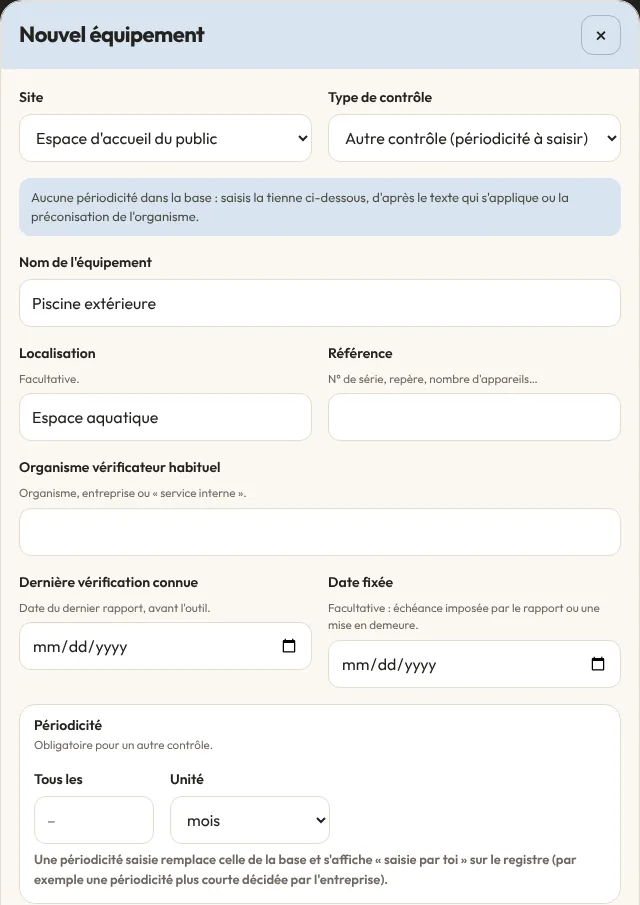 Nouvel équipement
×
Site
Type de contrôle
Espace d'accueil du public
Autre contrôle (périodicité à saisir)
Aucune périodicité dans la base : saisis la tienne ci-dessous, d'après le texte qui s'applique ou la
préconisation de l'organisme.
Nom de l'équipement
Piscine extérieure
Localisation
Référence
Facultative.
N° de série, repère, nombre d'appareils…
Espace aquatique
Organisme vérificateur habituel
Organisme, entreprise ou « service interne ».
Dernière vérification connue
Date fixée
Date du dernier rapport, avant l'outil.
Facultative : échéance imposée par le rapport ou une
mise en demeure.
mm/dd/yyyy
mm/dd/yyyy
Périodicité
Obligatoire pour un autre contrôle.
Tous les
Unité
–
mois
Une périodicité saisie remplace celle de la base et s'affiche « saisie par toi » sur le registre (par
exemple une périodicité plus courte décidée par l'entreprise).